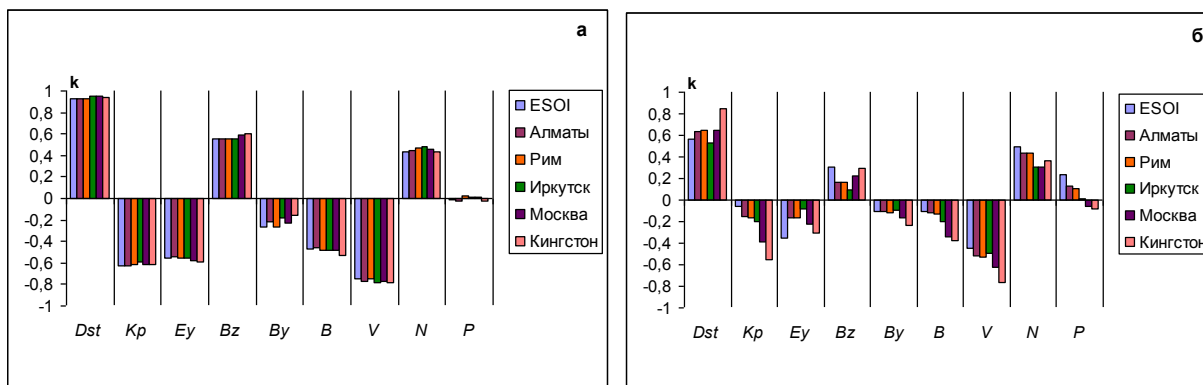 а
k
1
0,8
0,6
0,4
0,2
0
-0,2
-0,4
-0,6
-0,8
-1
Dst Kp Ey Bz By B V N P
ESOI
Алматы
Рим
Иркутск
Москва
Кингстон
б
k
1
0,8
0,6
0,4
0,2
0
-0,2
-0,4
-0,6
-0,8
-1
Dst Kp Ey Bz By B V N P
ESOI
Алматы
Рим
Иркутск
Москва
Кингстон